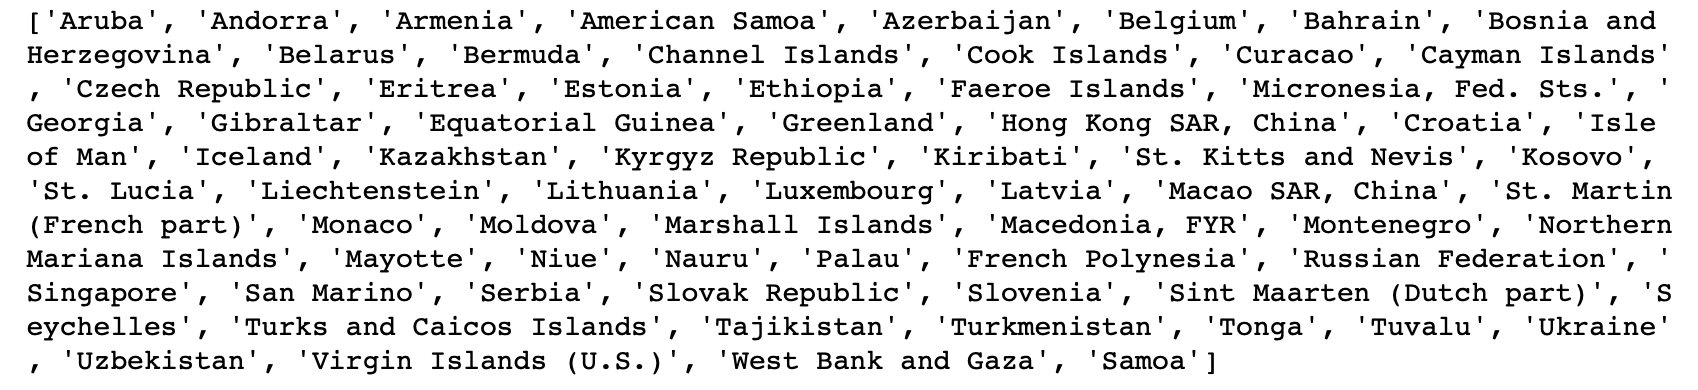 ['Aruba', 'Andorra', 'Armenia', 'American Samoa', 'Azerbaijan', 'Belgium', 'Bahrain', 'Bosnia and
Herzegovina', 'Belarus', 'Bermuda', 'Channel Islands', 'Cook Islands', 'Curacao', 'Cayman Islands'
, 'Czech Republic', 'Eritrea', 'Estonia', 'Ethiopia', 'Faeroe Islands', 'Micronesia, Fed. Sts.', '
Georgia', 'Gibraltar', 'Equatorial Guinea', 'Greenland', 'Hong Kong SAR, China', 'Croatia', 'Isle
of Man', 'Iceland', 'Kazakhstan', 'Kyrgyz Republic', 'Kiribati', 'St. Kitts and Nevis', 'Kosovo',
'St. Lucia', 'Liechtenstein', 'Lithuania', 'Luxembourg', 'Latvia', 'Macao SAR, China', 'St. Martin
(French part)', 'Monaco', 'Moldova', 'Marshall Islands', 'Macedonia, FYR', 'Montenegro', 'Northern
Mariana Islands', 'Mayotte', 'Niue', 'Nauru', 'Palau', 'French Polynesia', 'Russian Federation', '
Singapore', 'San Marino', 'Serbia', 'Slovak Republic', 'Slovenia', 'Sint Maarten (Dutch part)', 'S
eychelles', 'Turks and Caicos Islands', 'Tajikistan', 'Turkmenistan', 'Tonga', 'Tuvalu', 'Ukraine'
, 'Uzbekistan', 'Virgin Islands (U.S.)', 'West Bank and Gaza', 'Samoa']